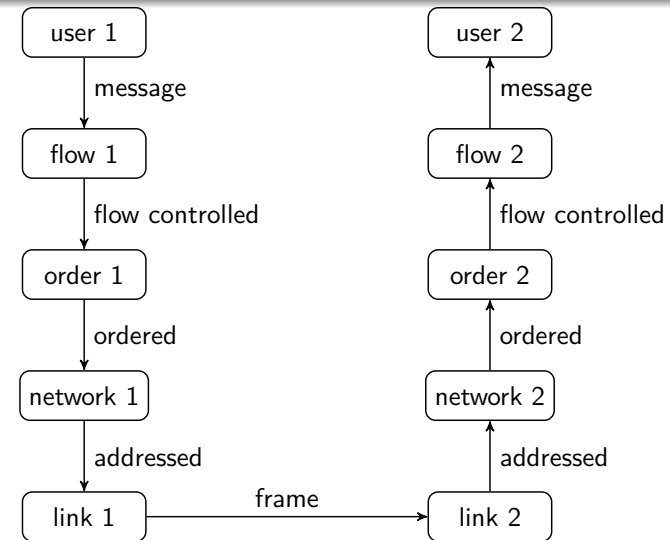 user 1
user 2
message
message
flow 1
flow 2
flow controlled
flow controlled
order 1
order 2
ordered
ordered
network 1
network 2
addressed
addressed
frame
link 1
link 2